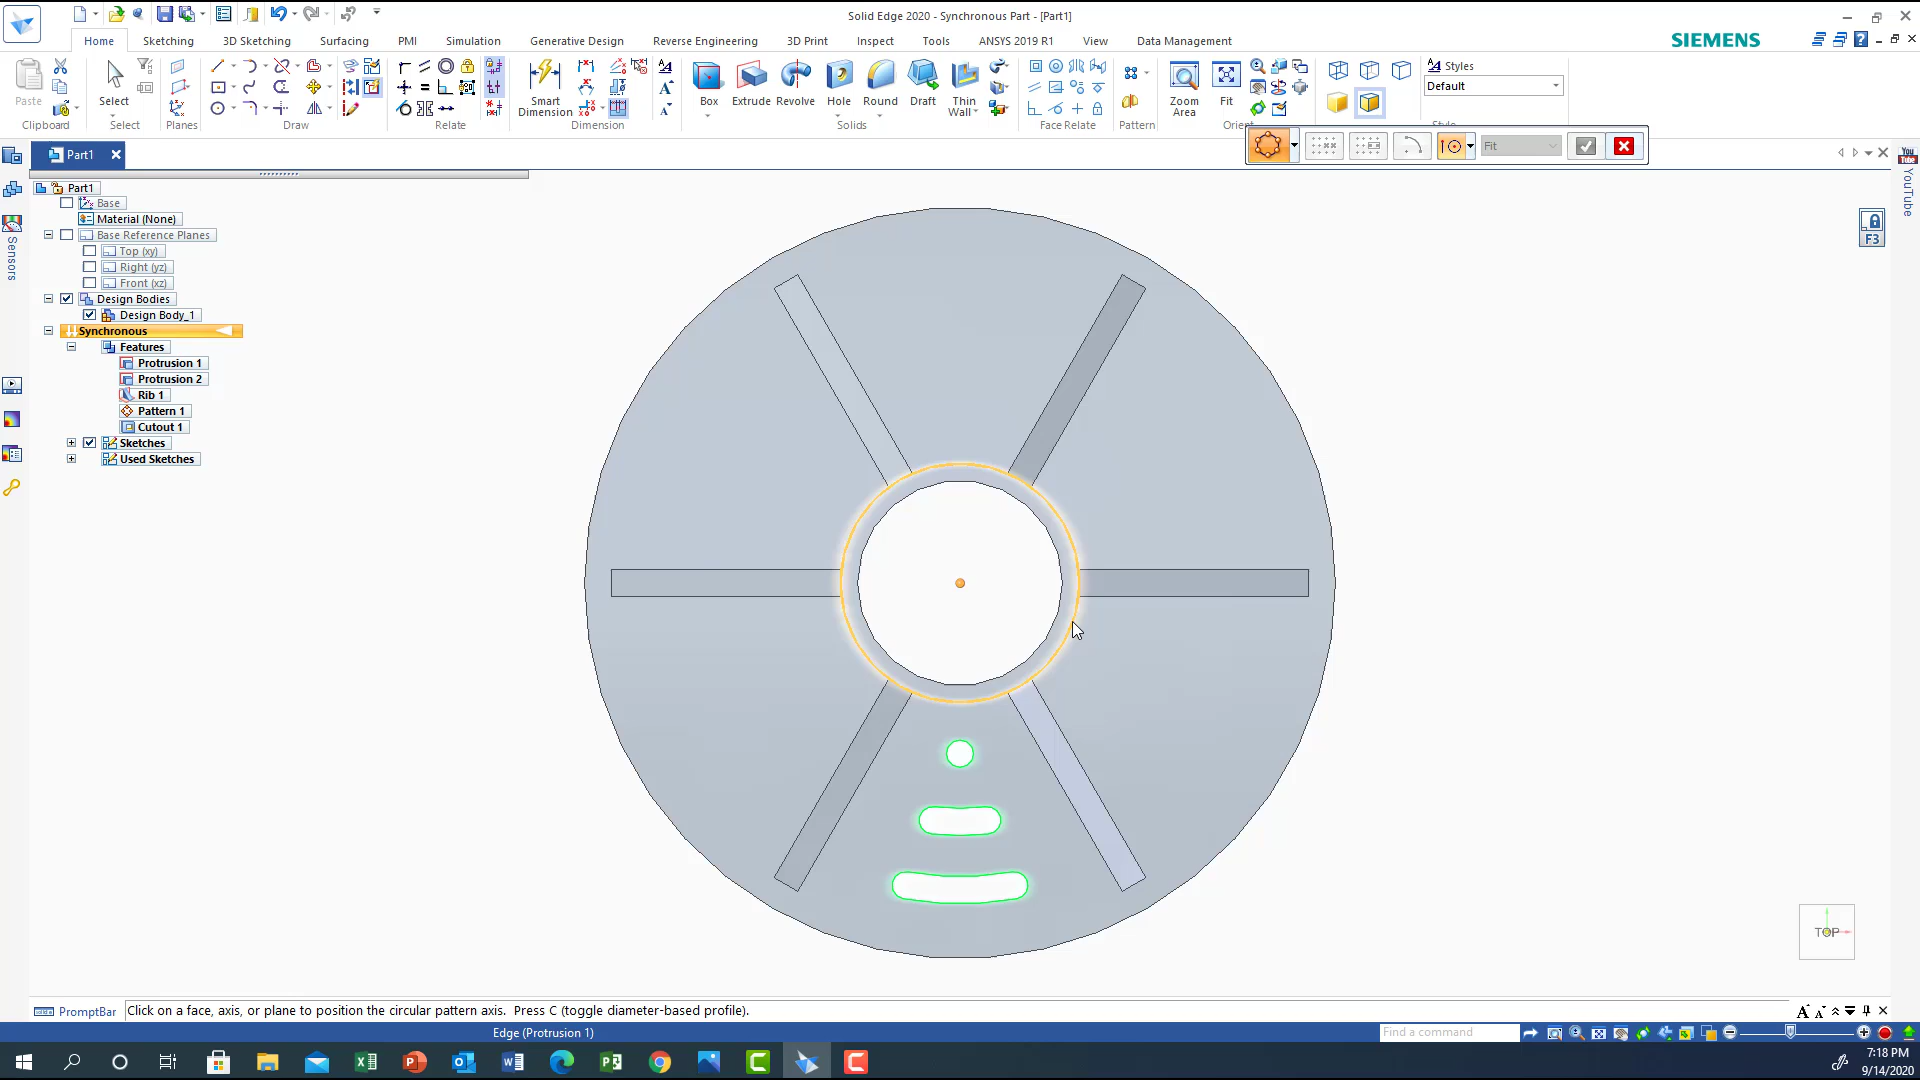 Solid Edge 2020 - Synchronous Part - [Part1]
Home Sketching 3D Sketching Surfacing PMI Simulation Generative Design Reverse Engineering 3D Print Inspect Tools ANSYS 2019 R1 View Data Management
SIEMENS
Paste
Select
Smart
Dimension
Box Extrude Revolve Hole Round Draft Thin
Wall
Zoom
Area
Fit
Styles
Default
Clipboard Select Planes Draw Relate Dimension Solids Face Relate Pattern Orient Style
Fit
Part1
You
Tube
YouTube
F3
Sensors
Part1
Base
Material (None)
Base Reference Planes
Top (xy)
Right (yz)
Front (xz)
Design Bodies
Design Body_1
Synchronous
Features
Protrusion 1
Protrusion 2
Rib 1
Pattern 1
Cutout 1
Sketches
Used Sketches
TOP
PromptBar Click on a face, axis, or plane to position the circular pattern axis. Press C (toggle diameter-based profile).
Edge (Protrusion 1)
Find a command
7:18 PM
9/14/2020